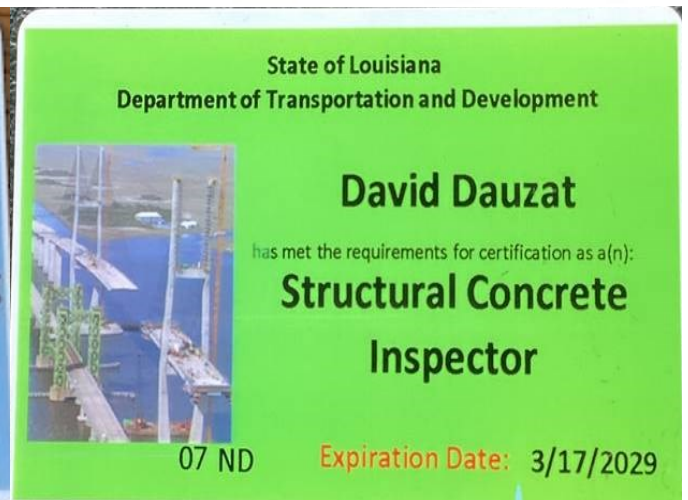 State of Louisiana
Department of Transportation and Development
David Dauzat
has met the requirements for certification as a(n):
Structural Concrete
Inspector
07 ND
Expiration Date: 3/17/2029